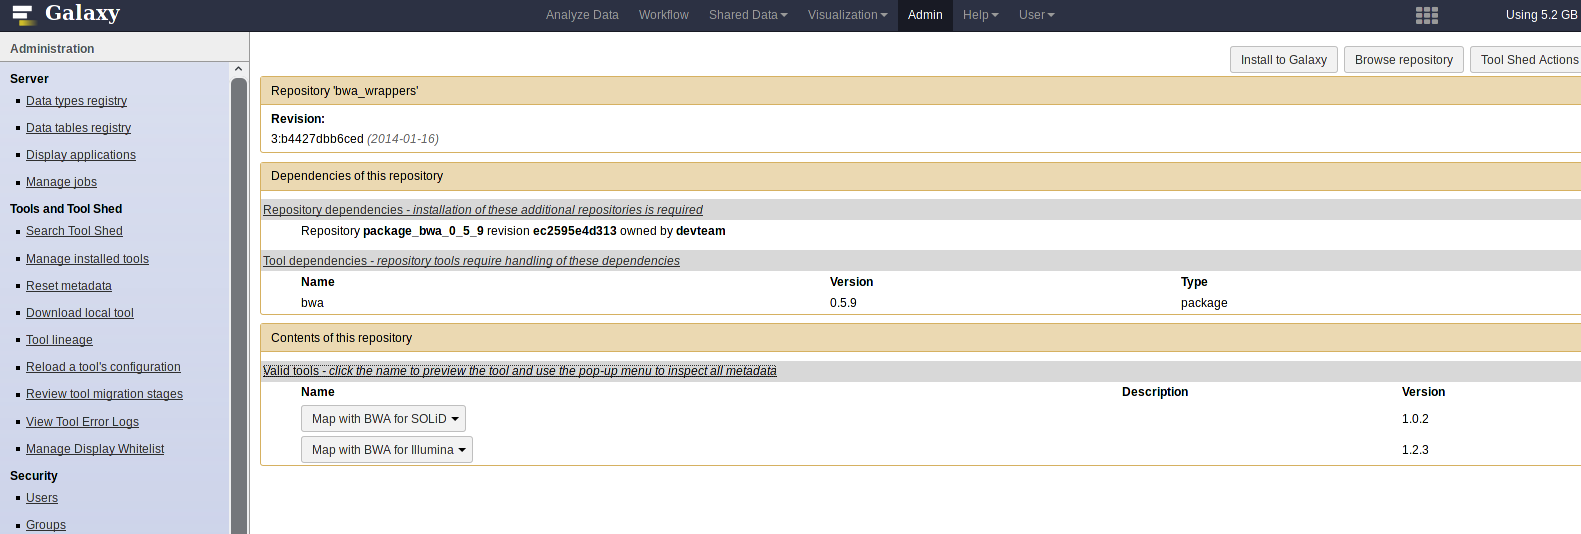 Galaxy
Analyze Data Workflow Shared Data Visualization Admin Help User Using 5.2 GB
Administration
Server
Data types registry
Data tables registry
Display applications
Manage jobs
Tools and Tool Shed
Search Tool Shed
Manage installed tools
Reset metadata
Download local tool
Tool lineage
Reload a tool's configuration
Review tool migration stages
View Tool Error Logs
Manage Display Whitelist
Security
Users
Groups
Install to Galaxy Browse repository Tool Shed Actions
Repository 'bwa_wrappers'
Revision:
3:b4427dbb6ced (2014-01-16)
Dependencies of this repository
Repository dependencies - installation of these additional repositories is required
Repository package_bwa_0_5_9 revision ec2595e4d313 owned by devteam
Tool dependencies - repository tools require handling of these dependencies
Name Version Type
bwa 0.5.9 package
Contents of this repository
Valid tools - click the name to preview the tool and use the pop-up menu to inspect all metadata
Name Description Version
Map with BWA for SOLiD 1.0.2
Map with BWA for Illumina 1.2.3